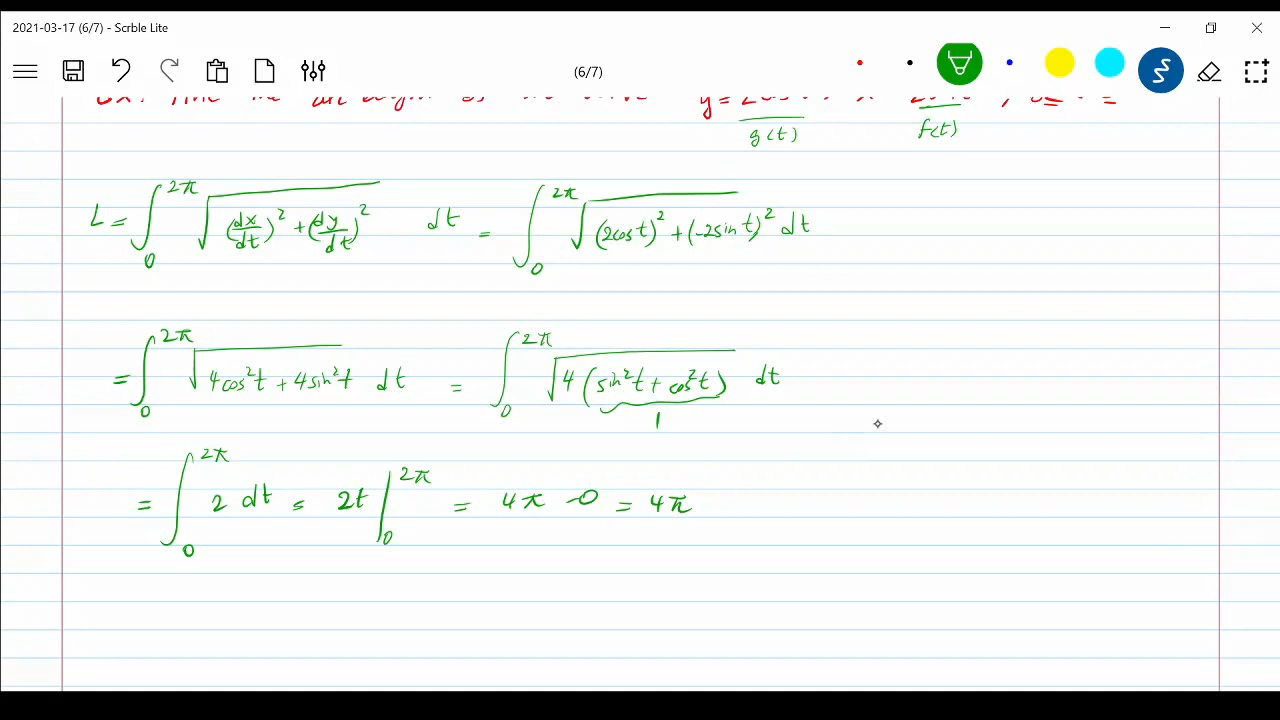 2021-03-17 (6/7) - Scrble Lite
(6/7)
g(t) f(t)
L = ∫₀^{2π} √((dx/dt)² + (dy/dt)²) dt = ∫₀^{2π} √((2cost)² + (-2sint)²) dt
= ∫₀^{2π} √(4cos²t + 4sin²t) dt = ∫₀^{2π} √(4(sin²t + cos²t)) dt
1
= ∫₀^{2π} 2 dt = 2t |₀^{2π} = 4π - 0 = 4π